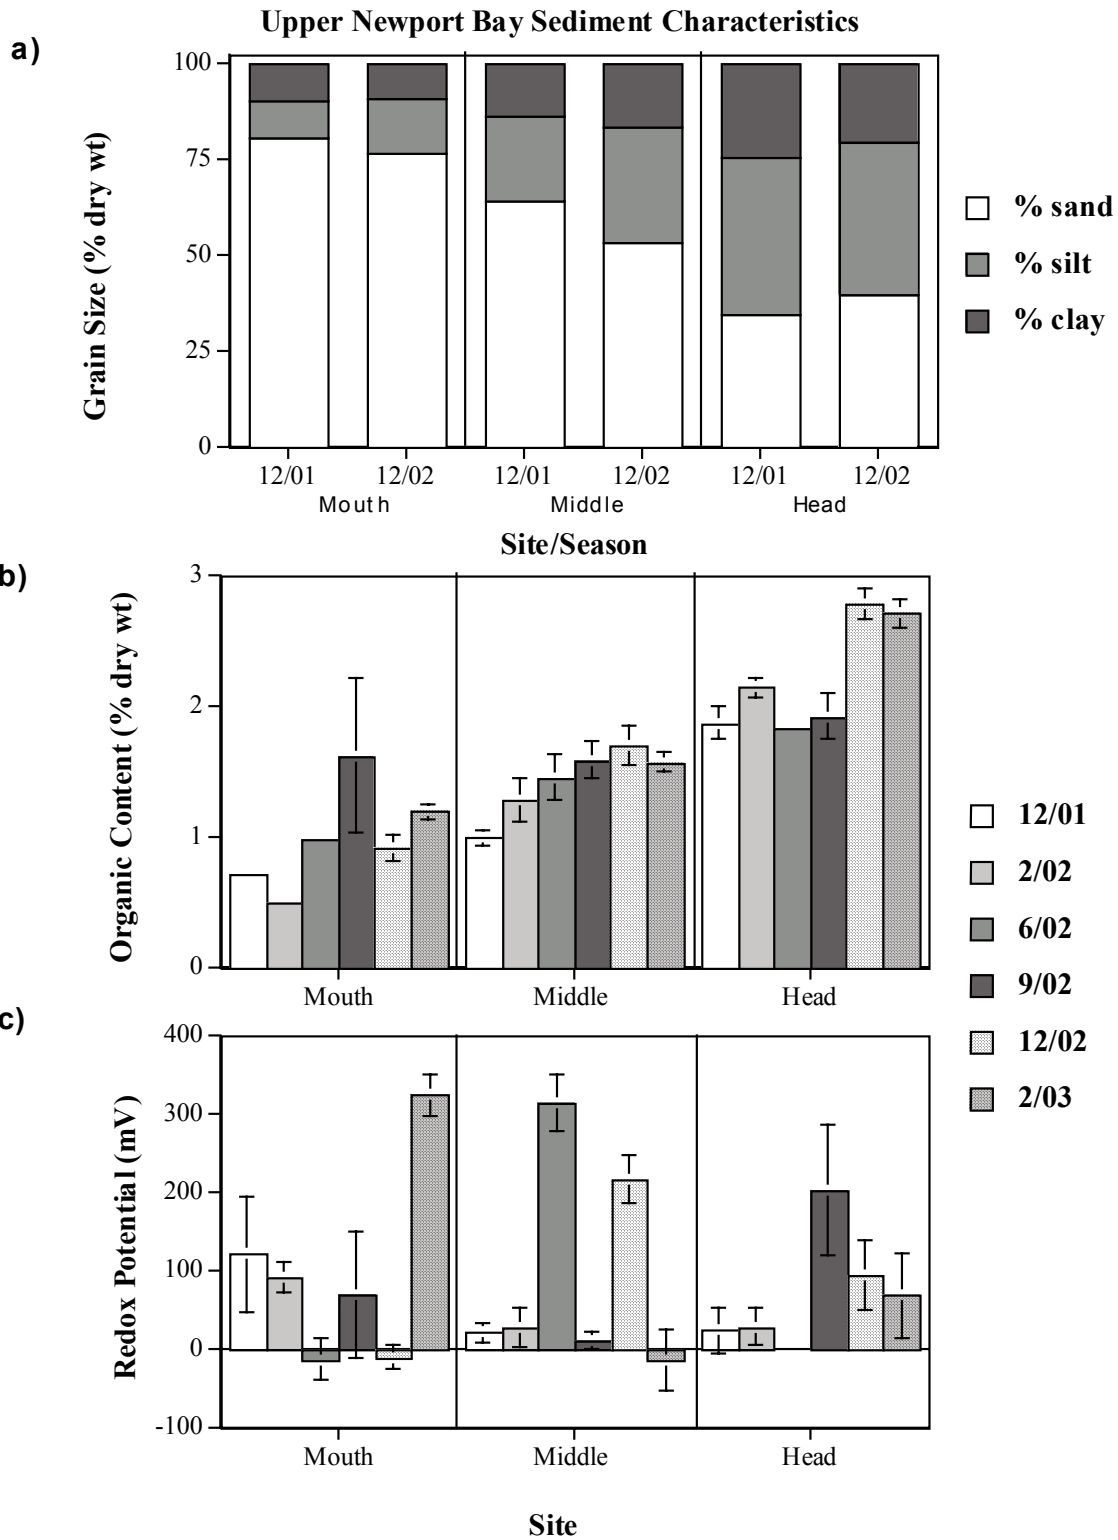 Upper Newport Bay Sediment Characteristics
a)
Grain Size (% dry wt)
100
75
50
25
0
12/01 12/02 12/01 12/02 12/01 12/02
Mouth Middle Head
Site/Season
% sand
% silt
% clay
b)
Organic Content (% dry wt)
3
2
1
0
Mouth Middle Head
12/01
2/02
6/02
9/02
12/02
2/03
c)
Redox Potential (mV)
400
300
200
100
0
-100
Mouth Middle Head
Site